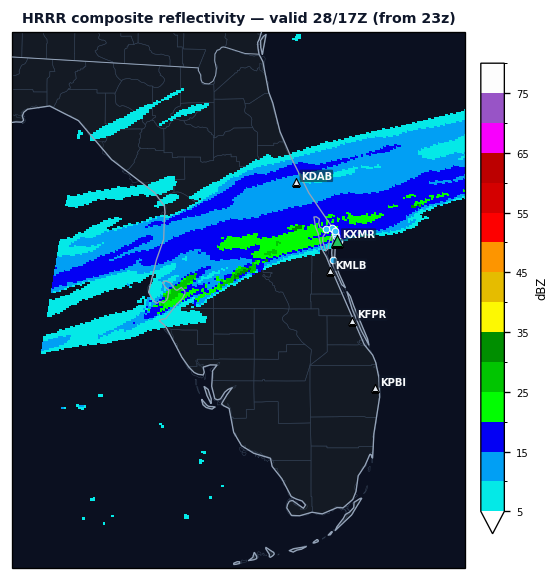 HRRR composite reflectivity — valid 28/17Z (from 23z)
KDAB
KXMR
KMLB
KFPR
KPBI
75
65
55
45
35
25
15
5
dBZ